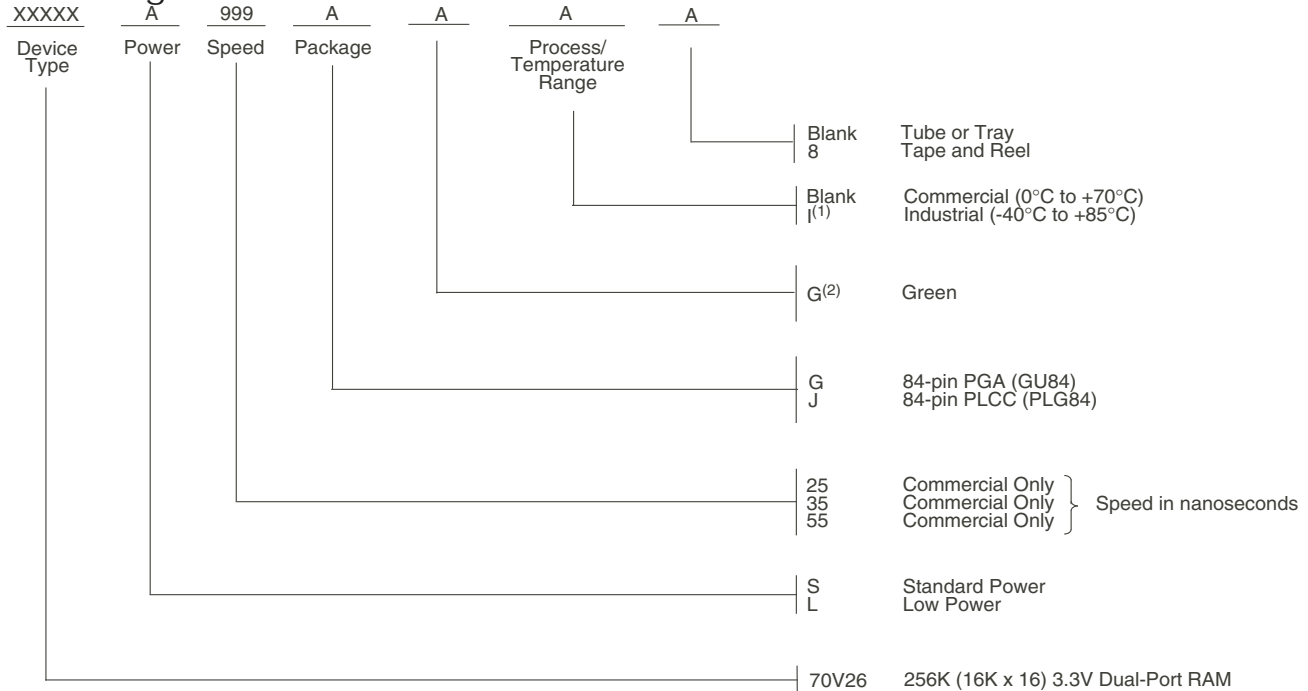 XXXXX A 999 A A A A
Device Type Power Speed Package Process/ Temperature Range
Blank Tube or Tray
8 Tape and Reel
Blank Commercial (0°C to +70°C)
I(1) Industrial (-40°C to +85°C)
G(2) Green
G 84-pin PGA (GU84)
J 84-pin PLCC (PLG84)
25 Commercial Only
35 Commercial Only Speed in nanoseconds
55 Commercial Only
S Standard Power
L Low Power
70V26 256K (16K x 16) 3.3V Dual-Port RAM